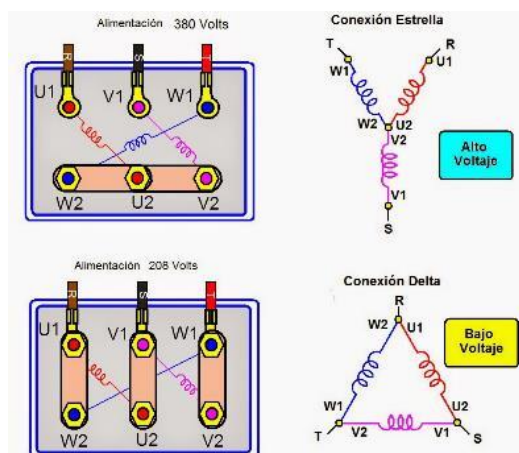 Alimentación 380 Volts
R S T
U1 V1 W1
W2 U2 V2
Conexión Estrella
T R
W1 U1
W2 U2
V2
V1
S
Alto
Voltaje
Alimentación 208 Volts
R S T
U1 V1 W1
W2 U2 V2
Conexión Delta
R
W2 U1
W1 U2
T V2 V1 S
Bajo
Voltaje